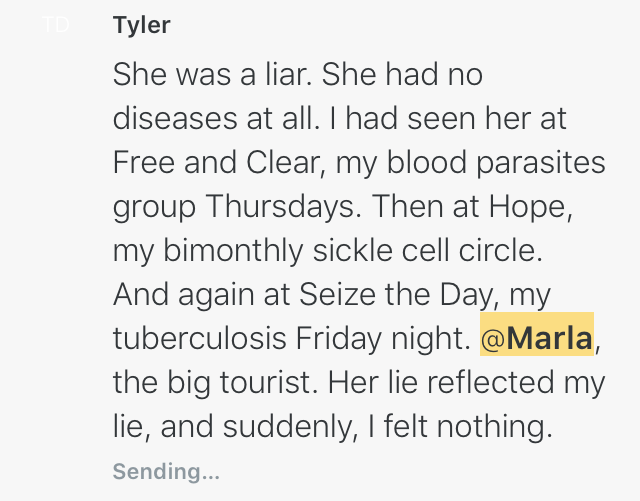 TD
Tyler
She was a liar. She had no
diseases at all. I had seen her at
Free and Clear, my blood parasites
group Thursdays. Then at Hope,
my bimonthly sickle cell circle.
And again at Seize the Day, my
tuberculosis Friday night. @Marla,
the big tourist. Her lie reflected my
lie, and suddenly, I felt nothing.
Sending...